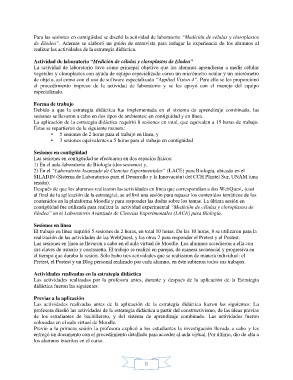 Para las sesiones en contigüidad se diseñó la actividad de laboratorio "Medición de células y cloroplastos
de Elodea". Además se elaboró un guión de entrevista para indagar la experiencia de los alumnos al
realizar las actividades de la estrategia didáctica.
Actividad de laboratorio "Medición de células y cloroplastos de Elodea"
La actividad de laboratorio tuvo como principal objetivo que los alumnos aprendieran a medir células
vegetales y cloroplastos con ayuda de equipo especializado como un micrómetro ocular y un micrómetro
de objeto, así como con el uso de software especializado "Applied Vision 4". Para ello se les proporcionó
el procedimiento impreso de la actividad de laboratorio y se les apoyó con el manejo del equipo
especializado.
Forma de trabajo
Debido a que la estrategia didáctica fue implementada en el sistema de aprendizaje combinado, las
sesiones se llevaron a cabo en dos tipos de ambientes: en contigüidad y en línea.
La aplicación de la estrategia didáctica requirió 8 sesiones en total, que equivalen a 15 horas de trabajo.
Éstas se repartieron de la siguiente manera:
• 5 sesiones de 2 horas para el trabajo en línea, y
• 3 sesiones equivalentes a 5 horas para el trabajo en contigüidad
Sesiones en contigüidad
Las sesiones en contigüidad se efectuaron en dos espacios físicos:
1) En el aula-laboratorio de Biología (dos sesiones) y,
2) En el "Laboratorio Avanzado de Ciencias Experimentales" (LACE) para Biología, ubicado en el
SILADIN (Sistema de Laboratorios para el Desarrollo y la Innovación) del CCH Plantel Sur, UNAM (una
sesión).
Después de que los alumnos realizaron las actividades en línea que correspondían a dos WebQuest, (casi
al final de la aplicación de la estrategia), se utilizó una sesión para repasar los contenidos temáticos de las
contenidos en la plataforma Moodle y para responder las dudas sobre los temas. La última sesión en
contigüidad fue utilizada para realizar la actividad experimental "Medición de células y cloroplastos de
Elodea" en el Laboratorio Avanzado de Ciencias Experimentales (LACE) para Biología.
Sesiones en línea
El trabajo en línea requirió 5 sesiones de 2 horas, en total 10 horas. De las 10 horas, 8 se utilizaron para la
realización de las actividades de las WebQuest, y las otras 2 para responder el Pretest y el Postest.
Las sesiones en línea se llevaron a cabo en el aula virtual de Moodle. Los alumnos accedieron a ella con
sus claves de usuario y contraseña. El trabajo se realizó en parejas, de manera secuencial y progresiva en
el tiempo que duraba la sesión. Sólo hubo tres actividades que se realizaron de manera individual: el
Pretest, el Postest y su Blog personal realizado por cada alumno, en éste subieron todos sus trabajos.
Actividades realizadas en la estrategia didáctica
Las actividades realizadas por la profesora antes, durante y después de la aplicación de la Estrategia
didáctica fueron las siguientes:
Previas a la aplicación
Las actividades realizadas antes de la aplicación de la estrategia didáctica fueron las siguientes: La
profesora diseñó las actividades de la estrategia didáctica a partir del constructivismo, de las ideas previas
de los estudiantes de bachillerato, y del sistema de aprendizaje combinado. Las actividades fueron
colocadas en el aula virtual de Moodle.
Previo a la primera sesión la profesora explicó a los estudiantes la investigación llevada a cabo y les
entregó un documento con el procedimiento detallado para acceder al aula virtual. Por último, dio de alta a
los alumnos inscritos en el curso.